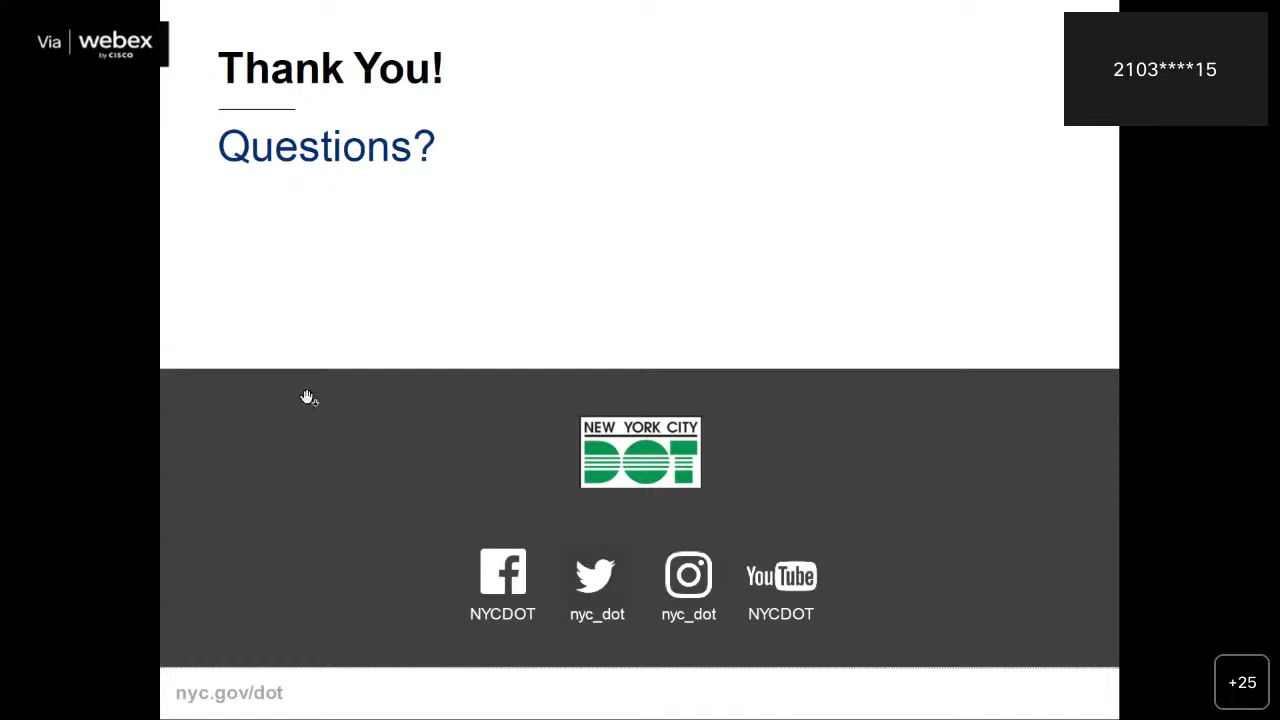 Via | webex
by CISCO
2103****15
Thank You!
Questions?
NEW YORK CITY
DOT
YouTube
NYCDOT nyc_dot nyc_dot NYCDOT
nyc.gov/dot
+25